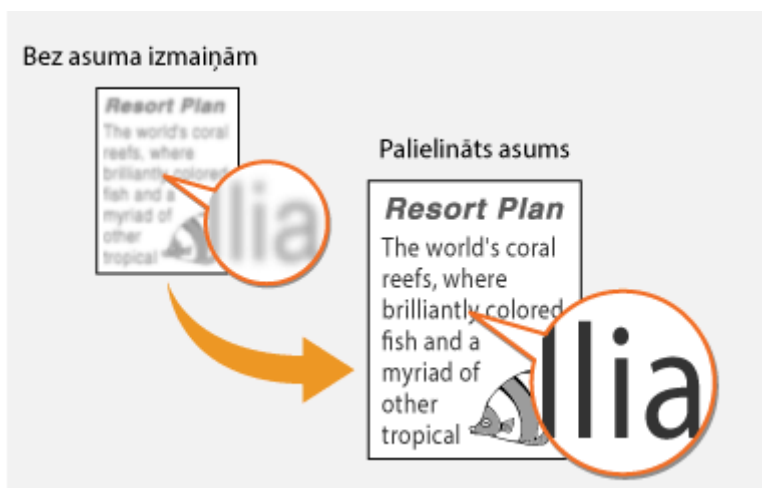 Bez asuma izmaiņām
Resort Plan
The world's coral
reefs, where
brilliantly colored
fish and a
myriad of
other
tropical
lia
Palielināts asums
Resort Plan
The world's coral
reefs, where
brilliantly colored
fish and a
myriad of
other
tropical
llia